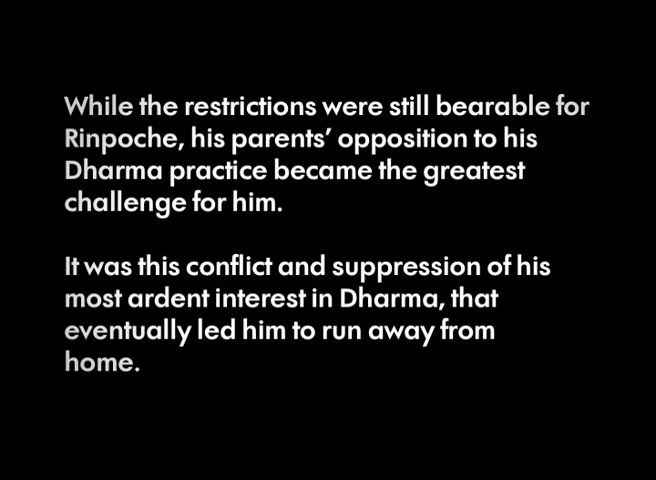 While the restrictions were still bearable for
Rinpoche, his parents’ opposition to his
Dharma practice became the greatest
challenge for him.
It was this conflict and suppression of his
most ardent interest in Dharma, that
eventually led him to run away from
home.